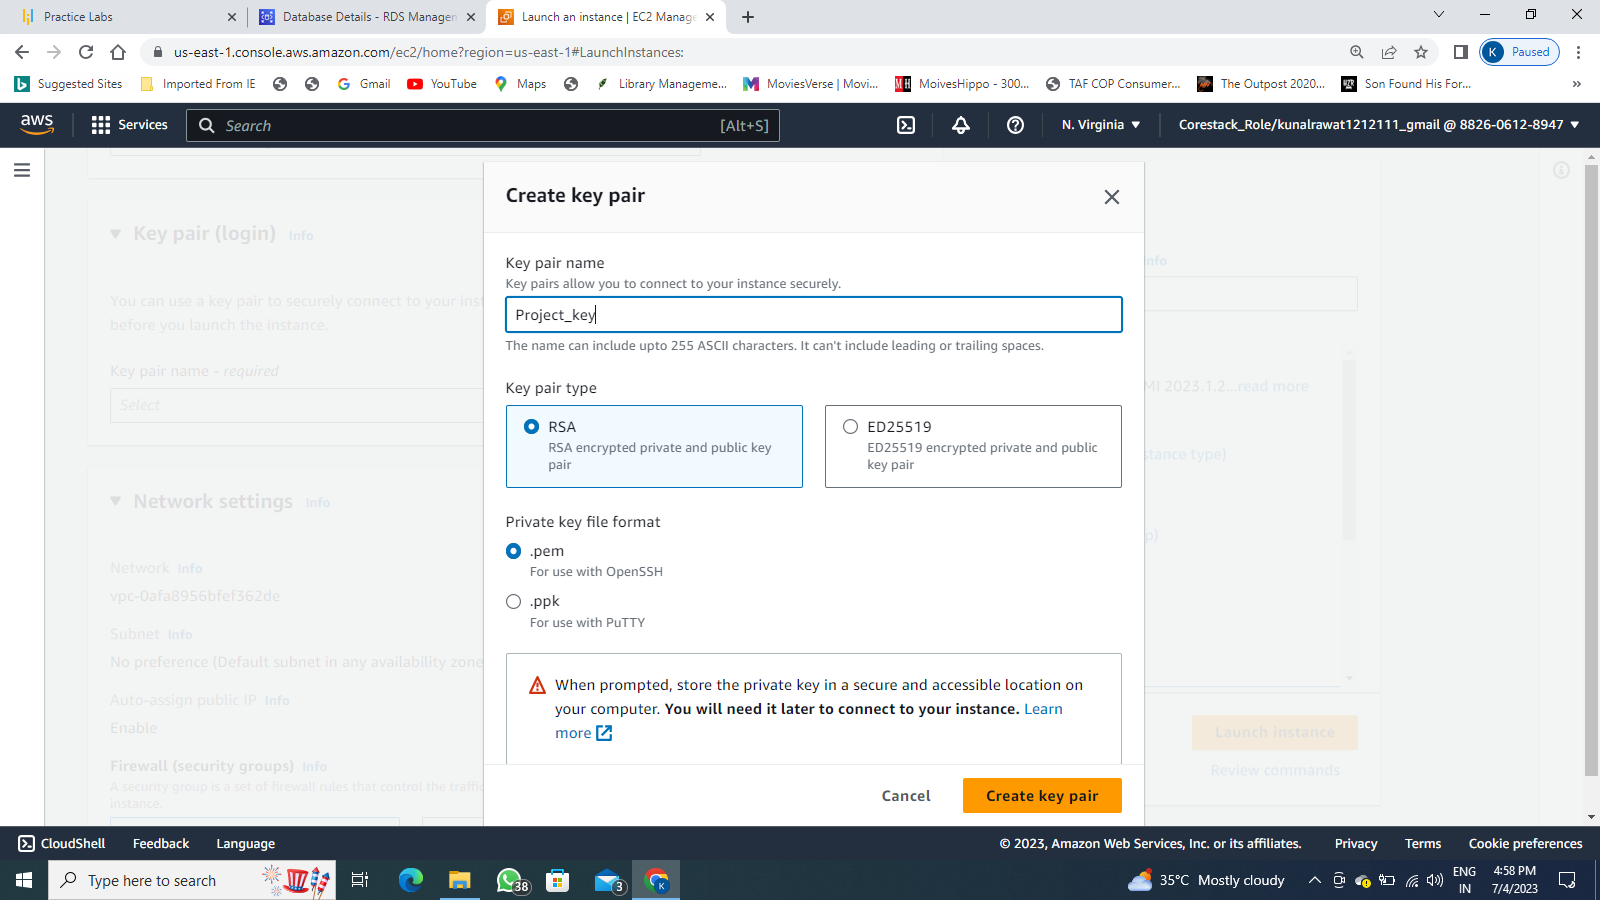 Practice Labs
Database Details - RDS Managem
Launch an instance | EC2 Manage
us-east-1.console.aws.amazon.com/ec2/home?region=us-east-1#LaunchInstances:
K Paused
Suggested Sites
Imported From IE
Gmail
YouTube
Maps
Library Manageme...
MoviesVerse | Movi...
MoivesHippo - 300...
TAF COP Consumer...
The Outpost 2020...
Son Found His For...
»
aws
Services
Search
[Alt+S]
N. Virginia
Corestack_Role/kunalrawat1212111_gmail @ 8826-0612-8947
Create key pair
Key pair name
Key pairs allow you to connect to your instance securely.
Project_key
The name can include upto 255 ASCII characters. It can't include leading or trailing spaces.
Key pair type
RSA
RSA encrypted private and public key
pair
ED25519
ED25519 encrypted private and public
key pair
Private key file format
.pem
For use with OpenSSH
.ppk
For use with PuTTY
When prompted, store the private key in a secure and accessible location on
your computer. You will need it later to connect to your instance. Learn
more
Cancel
Create key pair
Key pair (login) Info
You can use a key pair to securely connect to your inst
before you launch the instance.
Key pair name - required
Select
Network settings Info
Network Info
vpc-0afa8956bfef362de
Subnet Info
No preference (Default subnet in any availability zone
Auto-assign public IP Info
Enable
Firewall (security groups) Info
A security group is a set of firewall rules that control the traffic
instance.
nfo
MI 2023.1.2...read more
stance type)
p)
Launch instance
Review commands
CloudShell
Feedback
Language
© 2023, Amazon Web Services, Inc. or its affiliates.
Privacy
Terms
Cookie preferences
Type here to search
38
3
K
35°C Mostly cloudy
ENG
IN
4:58 PM
7/4/2023